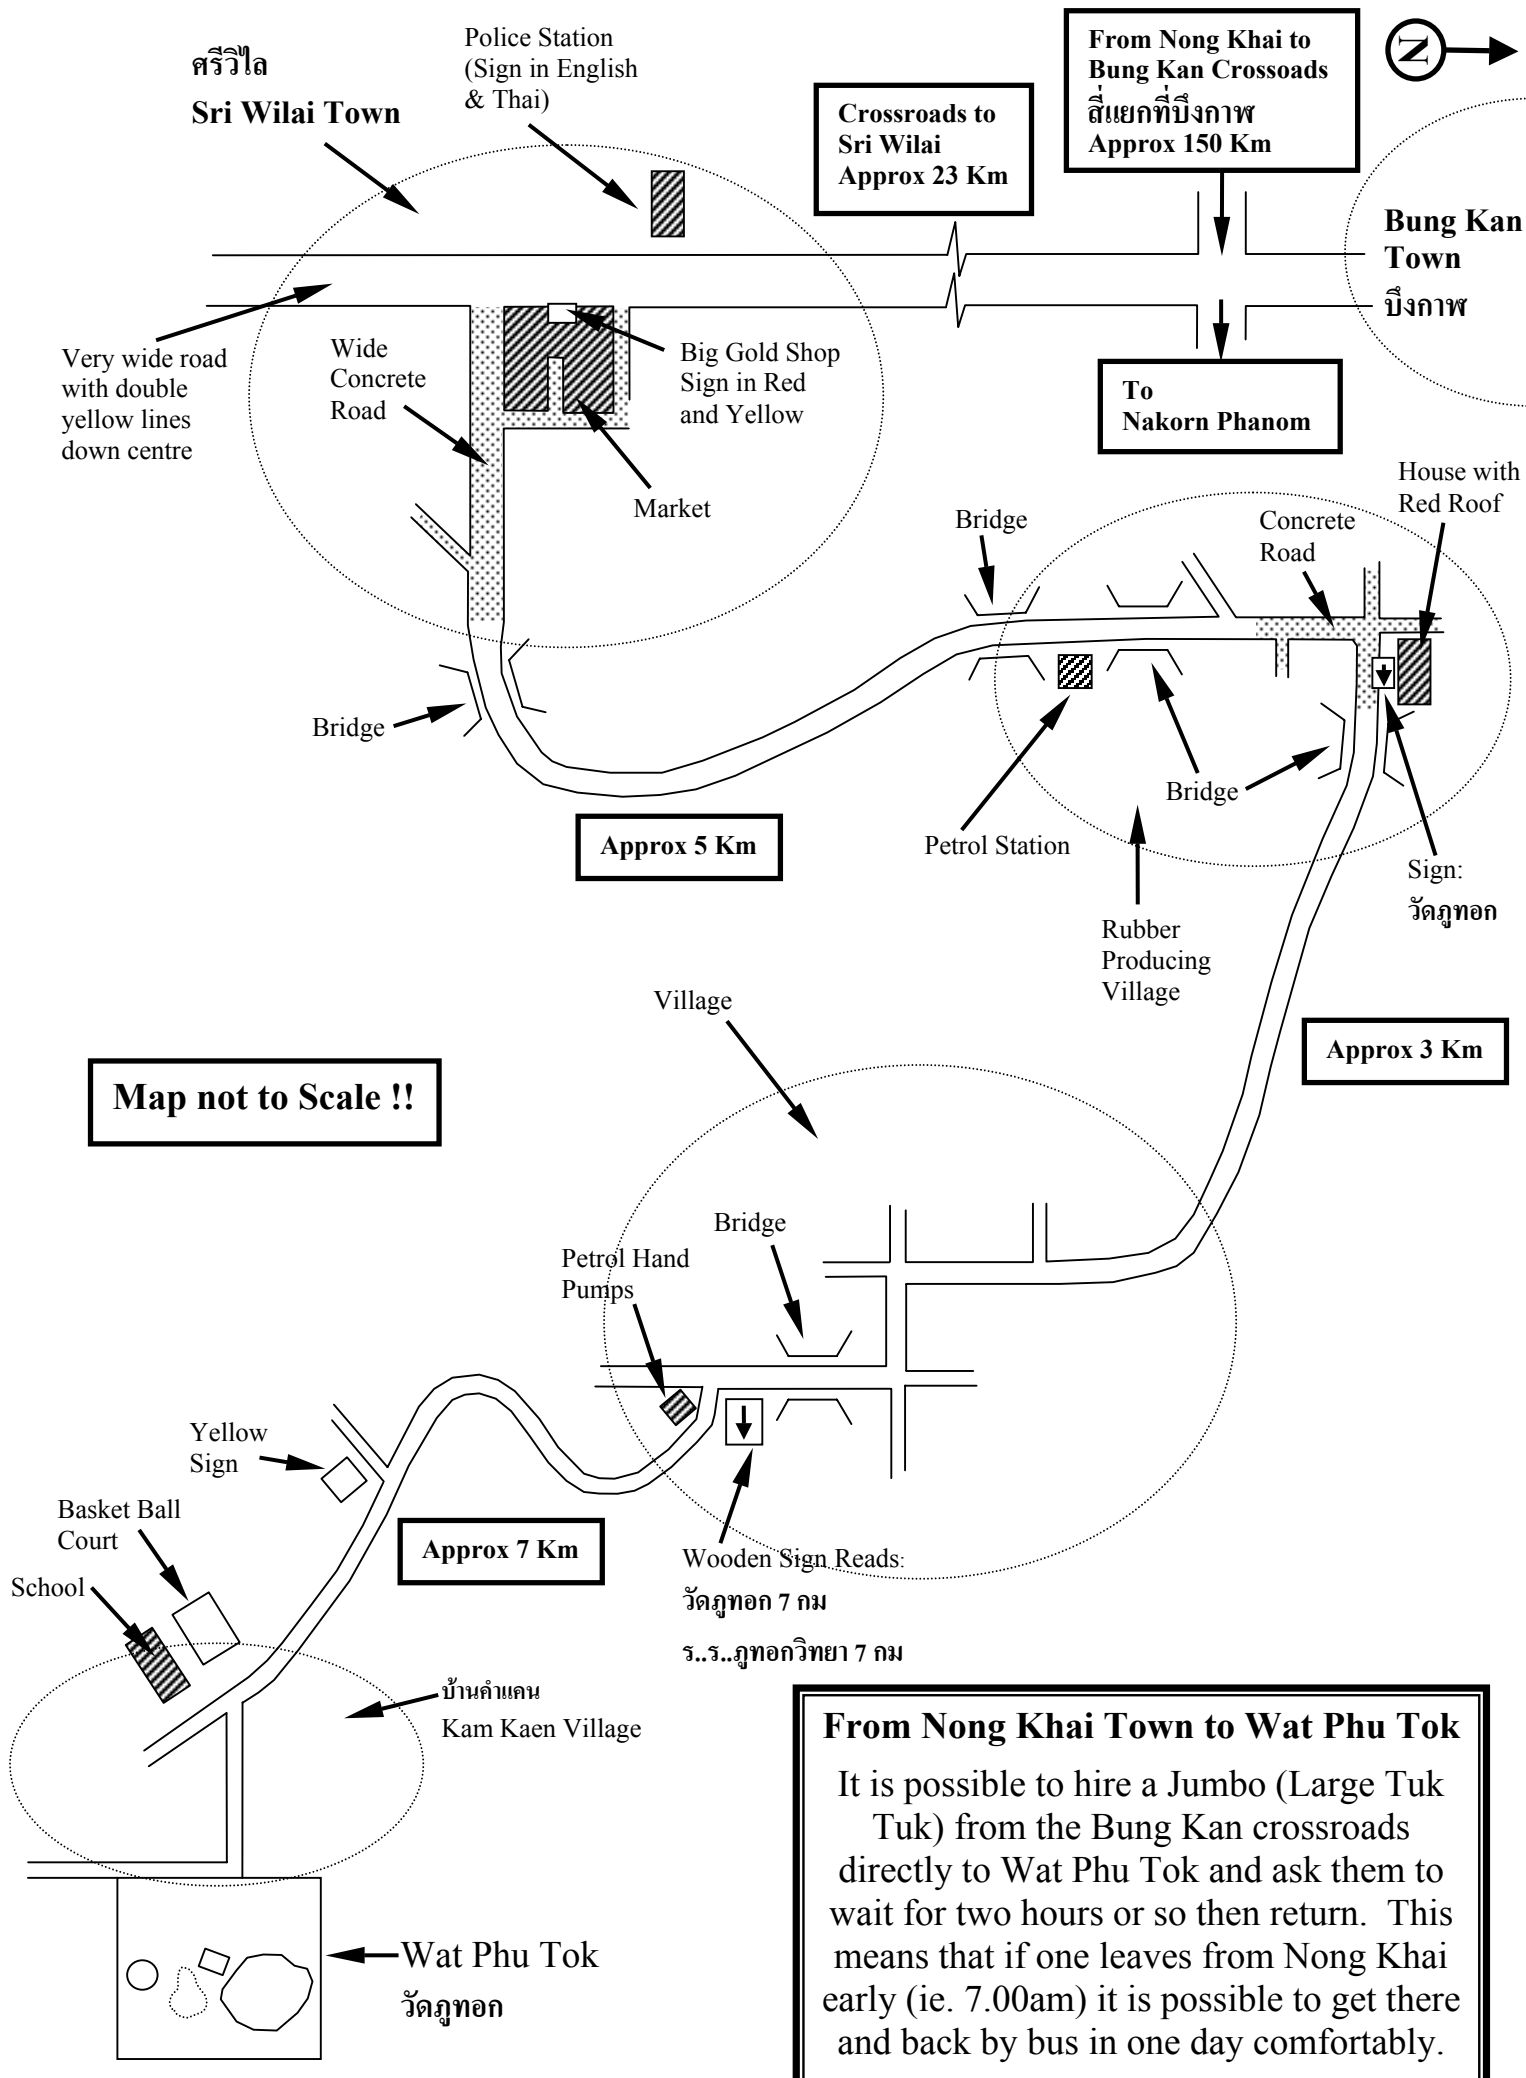 ศรีวิไล
Sri Wilai Town
Police Station
(Sign in English
& Thai)
Crossroads to
Sri Wilai
Approx 23 Km
From Nong Khai to
Bung Kan Crossoads
สี่แยกที่บึงกาฬ
Approx 150 Km
N
Bung Kan
Town
บึงกาฬ
Very wide road
with double
yellow lines
down centre
Wide
Concrete
Road
Big Gold Shop
Sign in Red
and Yellow
Market
To
Nakorn Phanom
House with
Red Roof
Bridge
Concrete
Road
Bridge
Bridge
Approx 5 Km
Petrol Station
Sign:
วัดภูทอก
Rubber
Producing
Village
Village
Approx 3 Km
Map not to Scale !!
Bridge
Petrol Hand
Pumps
Yellow
Sign
Basket Ball
Court
School
Approx 7 Km
Wooden Sign Reads:
วัดภูทอก 7 กม
ร..ร..ภูทอกวิทยา 7 กม
บ้านคำแคน
Kam Kaen Village
Wat Phu Tok
วัดภูทอก
From Nong Khai Town to Wat Phu Tok
It is possible to hire a Jumbo (Large Tuk
Tuk) from the Bung Kan crossroads
directly to Wat Phu Tok and ask them to
wait for two hours or so then return.  This
means that if one leaves from Nong Khai
early (ie. 7.00am) it is possible to get there
and back by bus in one day comfortably.